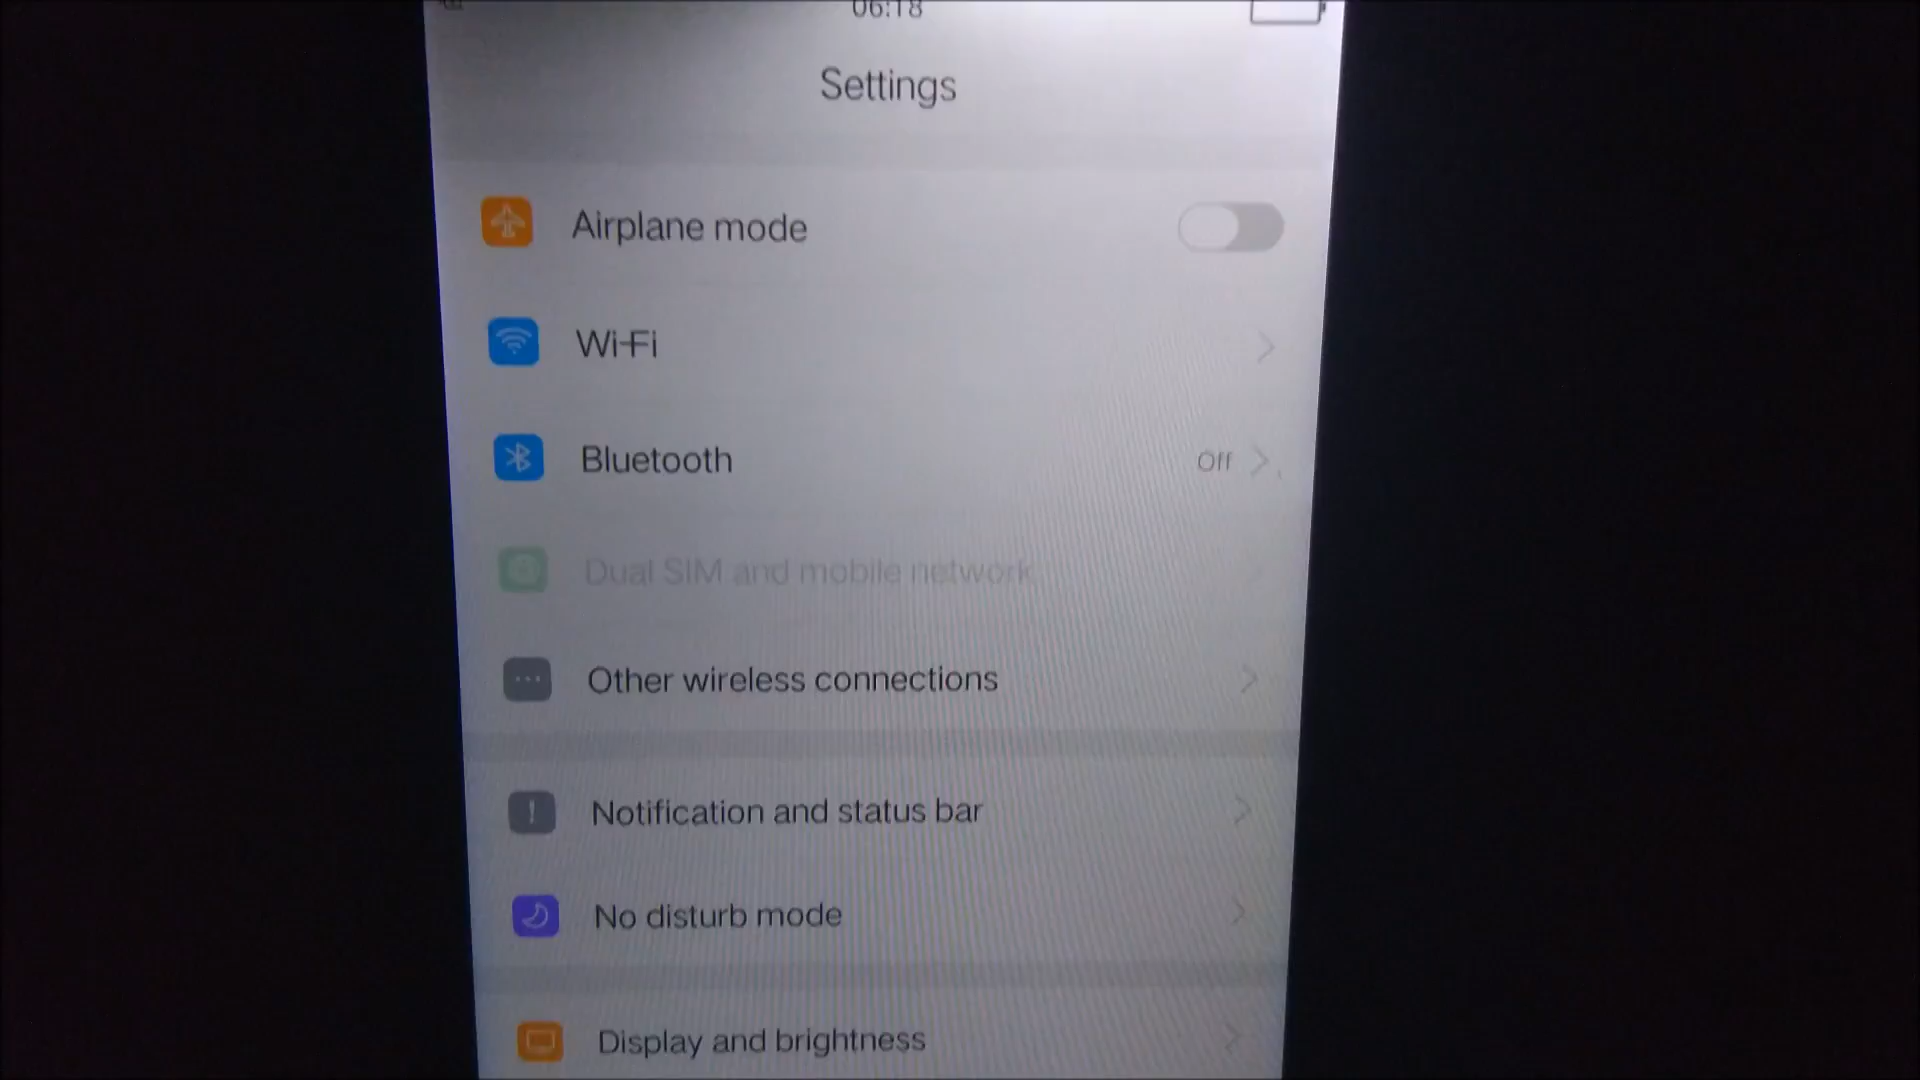 06:18
Settings
Airplane mode
Wi-Fi
Bluetooth Off
Dual SIM and mobile network
Other wireless connections
Notification and status bar
No disturb mode
Display and brightness